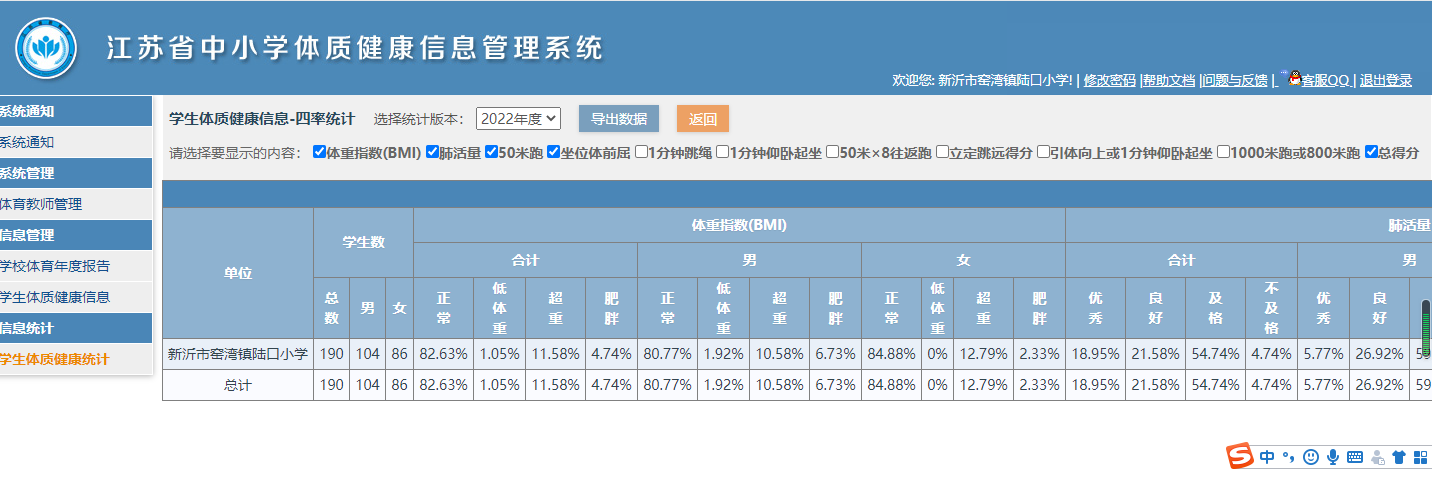 江苏省中小学体质健康信息管理系统
欢迎您: 新沂市窑湾镇陆口小学! | 修改密码 |帮助文档 |问题与反馈 | 客服QQ | 退出登录
系统通知
系统通知
系统管理
体育教师管理
信息管理
学校体育年度报告
学生体质健康信息
信息统计
学生体质健康统计
学生体质健康信息-四率统计 选择统计版本: 2022年度 导出数据 返回
请选择要显示的内容: 体重指数(BMI) 肺活量 50米跑 坐位体前屈 1分钟跳绳 1分钟仰卧起坐 50米×8往返跑 立定跳远得分 引体向上或1分钟仰卧起坐 1000米跑或800米跑 总得分
单位 学生数 体重指数(BMI) 肺活量
合计 男 女 合计 男
总数 男 女 正常 低体重 超重 肥胖 正常 低体重 超重 肥胖 正常 低体重 超重 肥胖 优秀 良好 及格 不及格 优秀 良好
新沂市窑湾镇陆口小学 190 104 86 82.63% 1.05% 11.58% 4.74% 80.77% 1.92% 10.58% 6.73% 84.88% 0% 12.79% 2.33% 18.95% 21.58% 54.74% 4.74% 5.77% 26.92%
总计 190 104 86 82.63% 1.05% 11.58% 4.74% 80.77% 1.92% 10.58% 6.73% 84.88% 0% 12.79% 2.33% 18.95% 21.58% 54.74% 4.74% 5.77% 26.92% 59
中